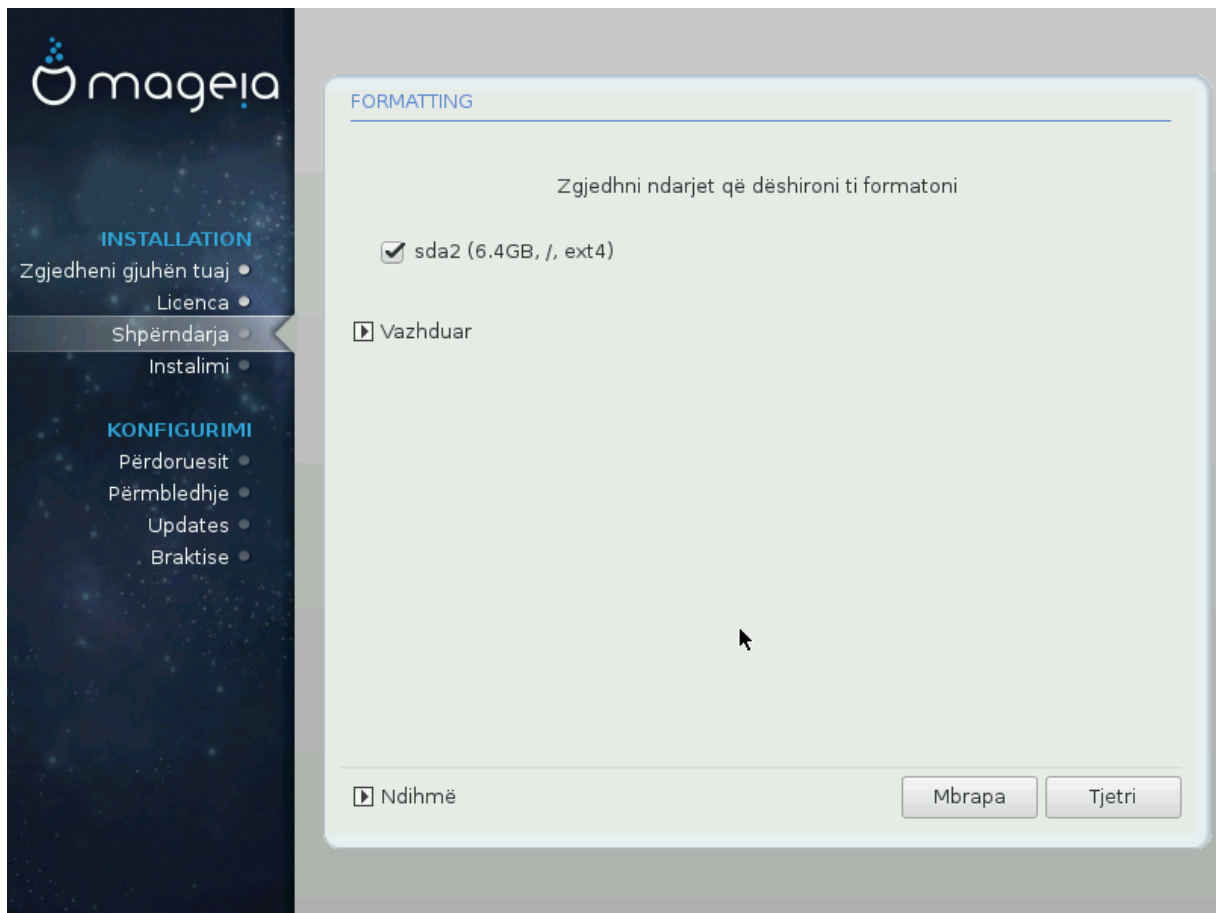 mageia
INSTALLATION
Zgjedheni gjuhën tuaj
Licenca
Shpërndarja
Instalimi
KONFIGURIMI
Përdoruesit
Përmbledhje
Updates
Braktise
FORMATTING
Zgjedhni ndarjet që dëshironi ti formatoni
sda2 (6.4GB, /, ext4)
Vazhduar
Ndihmë
Mbrapa
Tjetri